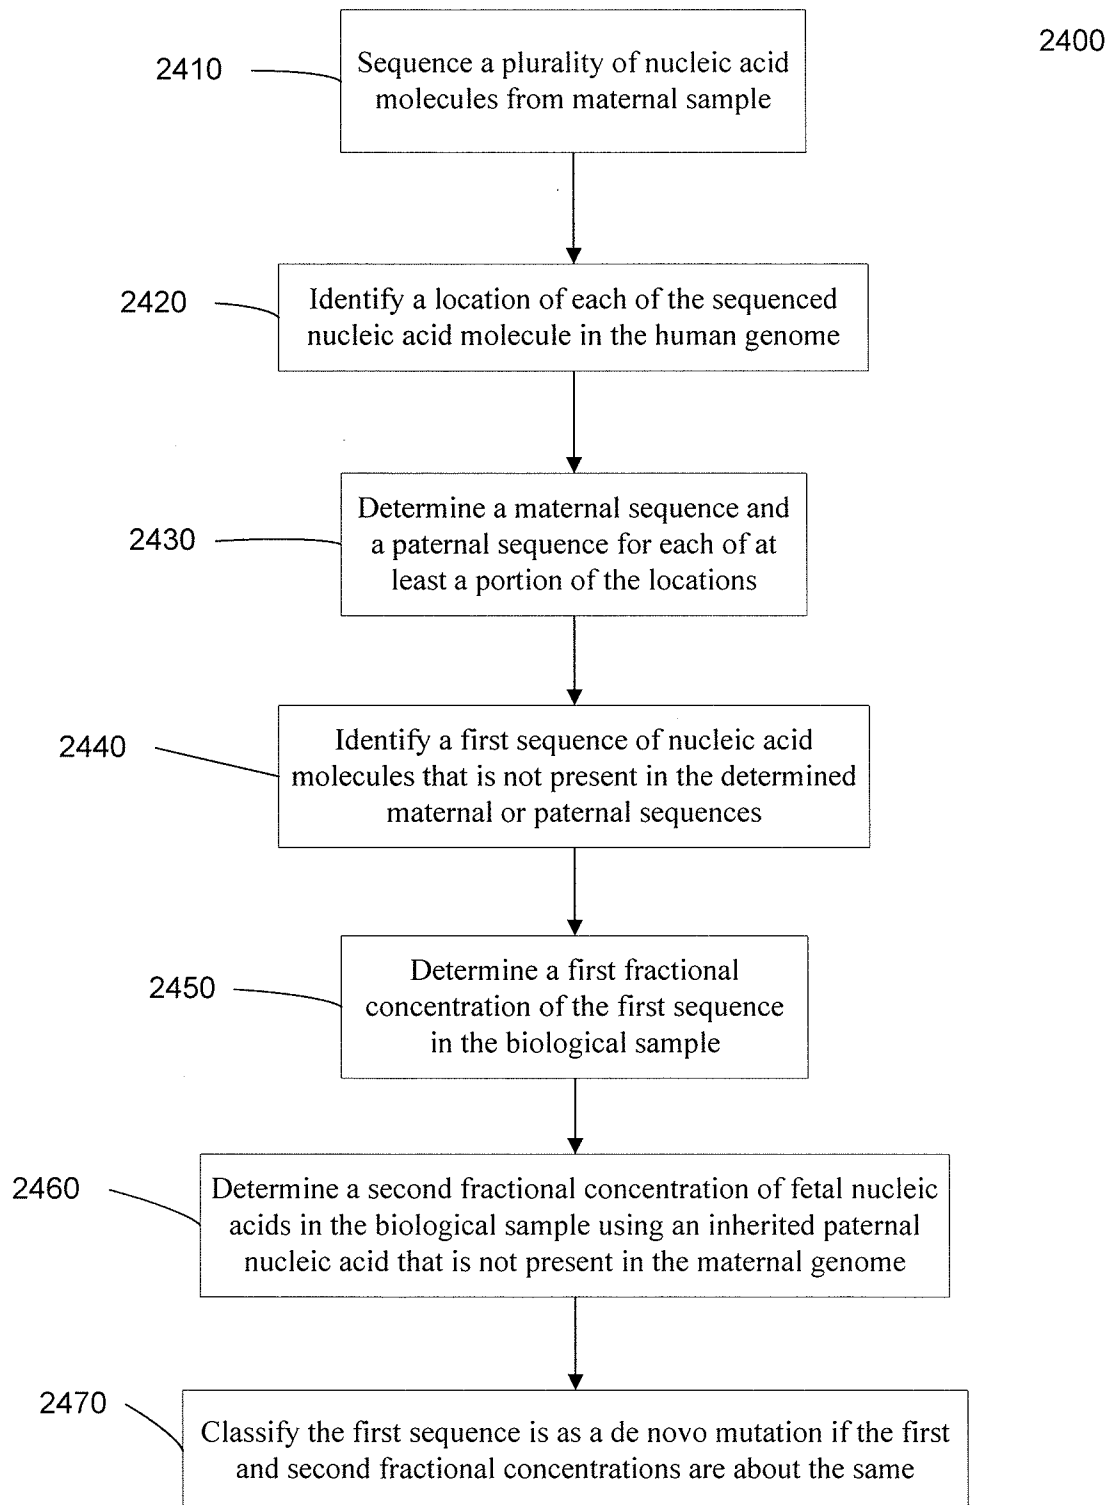 2400
2410
Sequence a plurality of nucleic acid
molecules from maternal sample
2420
Identify a location of each of the sequenced
nucleic acid molecule in the human genome
2430
Determine a maternal sequence and
a paternal sequence for each of at
least a portion of the locations
2440
Identify a first sequence of nucleic acid
molecules that is not present in the determined
maternal or paternal sequences
2450
Determine a first fractional
concentration of the first sequence
in the biological sample
2460
Determine a second fractional concentration of fetal nucleic
acids in the biological sample using an inherited paternal
nucleic acid that is not present in the maternal genome
2470
Classify the first sequence is as a de novo mutation if the first
and second fractional concentrations are about the same